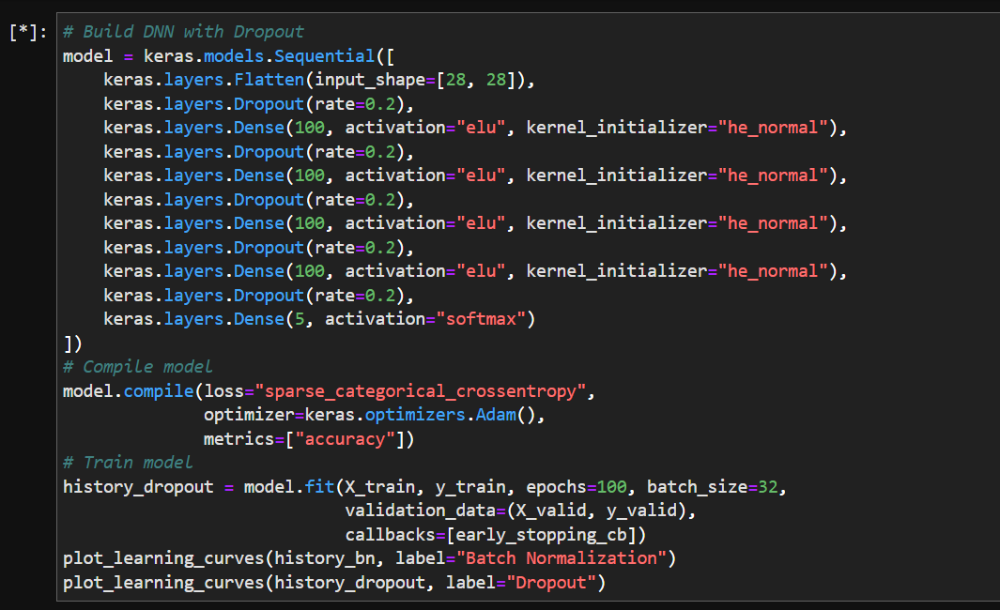 [*]:
# Build DNN with Dropout
model = keras.models.Sequential([
    keras.layers.Flatten(input_shape=[28, 28]),
    keras.layers.Dropout(rate=0.2),
    keras.layers.Dense(100, activation="elu", kernel_initializer="he_normal"),
    keras.layers.Dropout(rate=0.2),
    keras.layers.Dense(100, activation="elu", kernel_initializer="he_normal"),
    keras.layers.Dropout(rate=0.2),
    keras.layers.Dense(100, activation="elu", kernel_initializer="he_normal"),
    keras.layers.Dropout(rate=0.2),
    keras.layers.Dense(100, activation="elu", kernel_initializer="he_normal"),
    keras.layers.Dropout(rate=0.2),
    keras.layers.Dense(5, activation="softmax")
])
# Compile model
model.compile(loss="sparse_categorical_crossentropy",
              optimizer=keras.optimizers.Adam(),
              metrics=["accuracy"])
# Train model
history_dropout = model.fit(X_train, y_train, epochs=100, batch_size=32,
                            validation_data=(X_valid, y_valid),
                            callbacks=[early_stopping_cb])
plot_learning_curves(history_bn, label="Batch Normalization")
plot_learning_curves(history_dropout, label="Dropout")